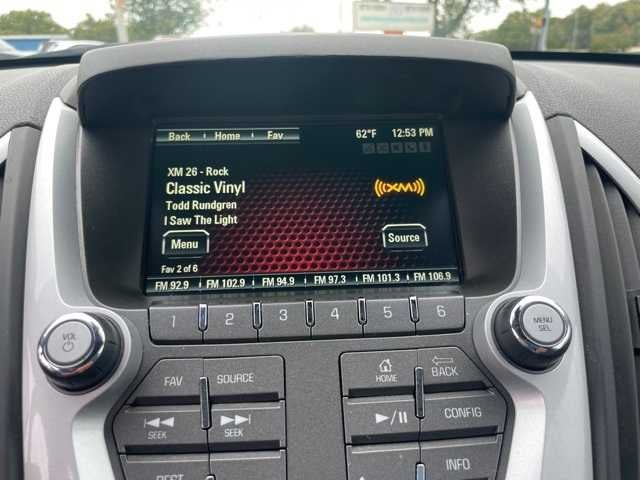 Back Home Fav 62°F 12:53 PM
XM 26 - Rock
Classic Vinyl
((XM))
Todd Rundgren
I Saw The Light
Menu
Source
Fav 2 of 6
FM 92.9 FM 102.9 FM 94.9 FM 97.3 FM 101.3 FM 106.9
1 2 3 4 5 6
VOL
MENU
SEL
FAV SOURCE
HOME BACK
SEEK SEEK
CONFIG
INFO